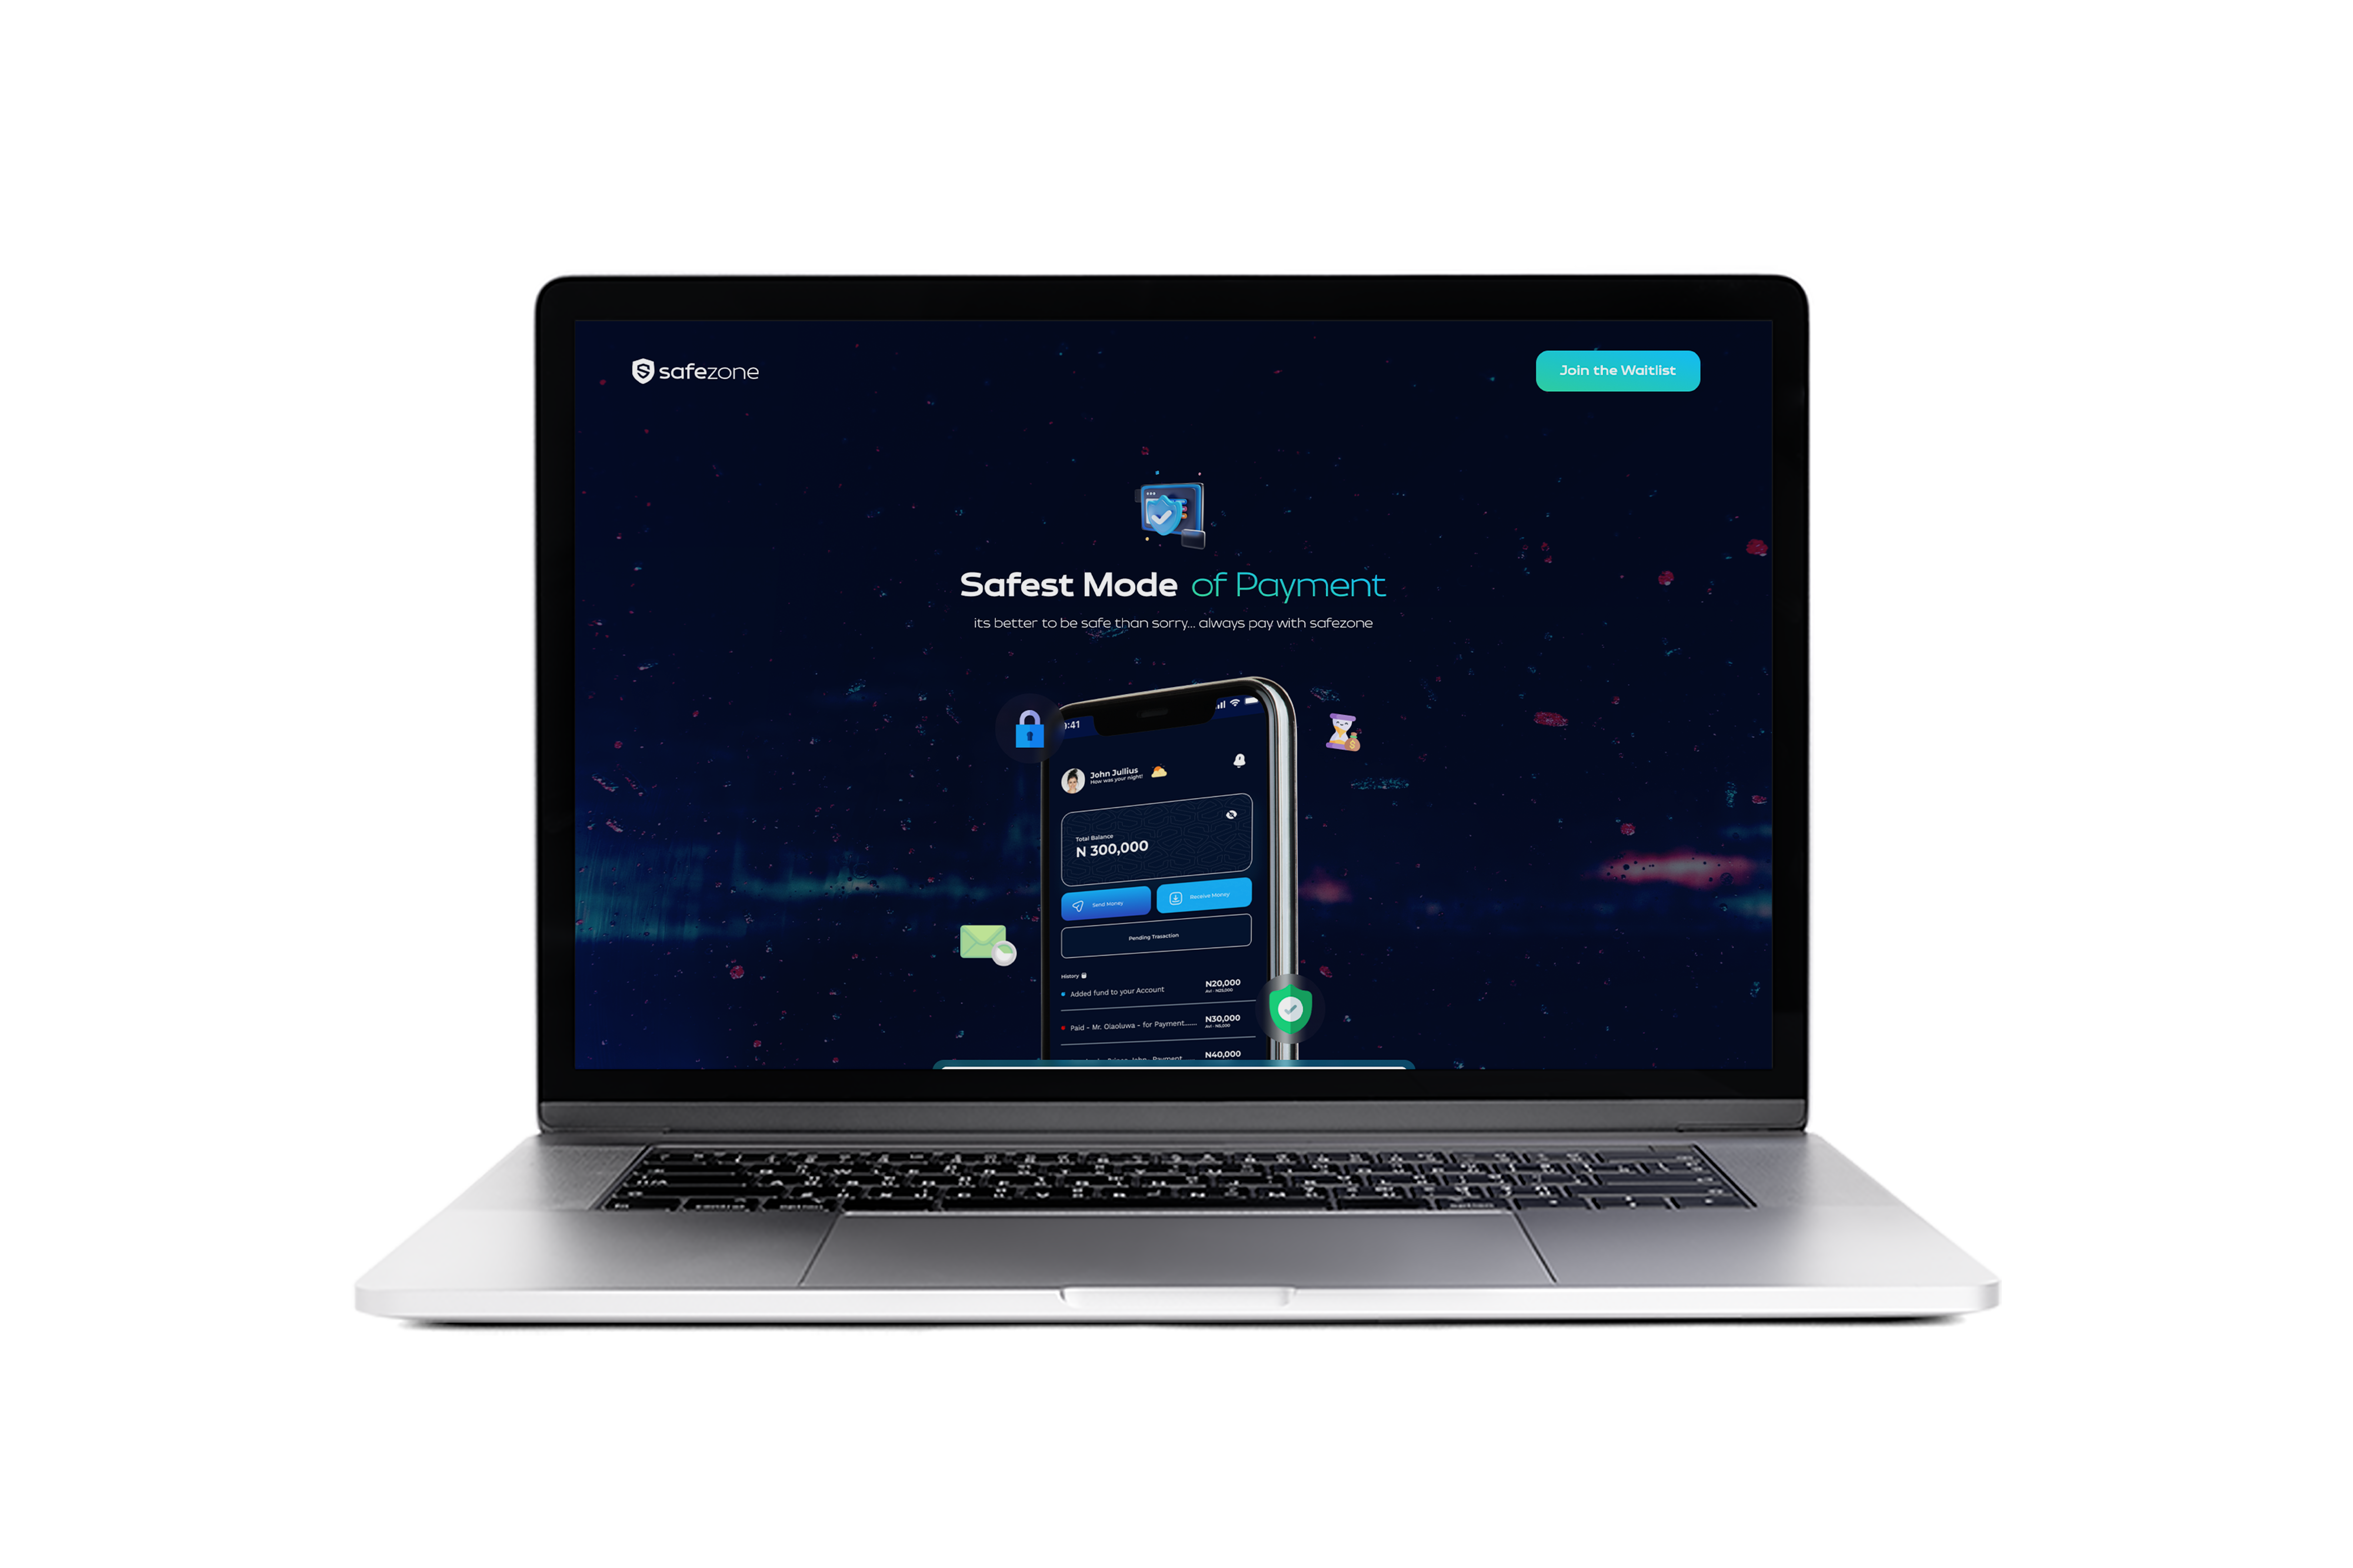 safezone
Join the Waitlist
Safest Mode of Payment
its better to be safe than sorry... always pay with safezone
9:41
John Jullius
How was your night!
Total Balance
N 300,000
Send Money
Receive Money
Pending Trasaction
History
Added fund to your Account
N20,000
Paid - Mr. Olaoluwa - for Payment......
N30,000
N40,000